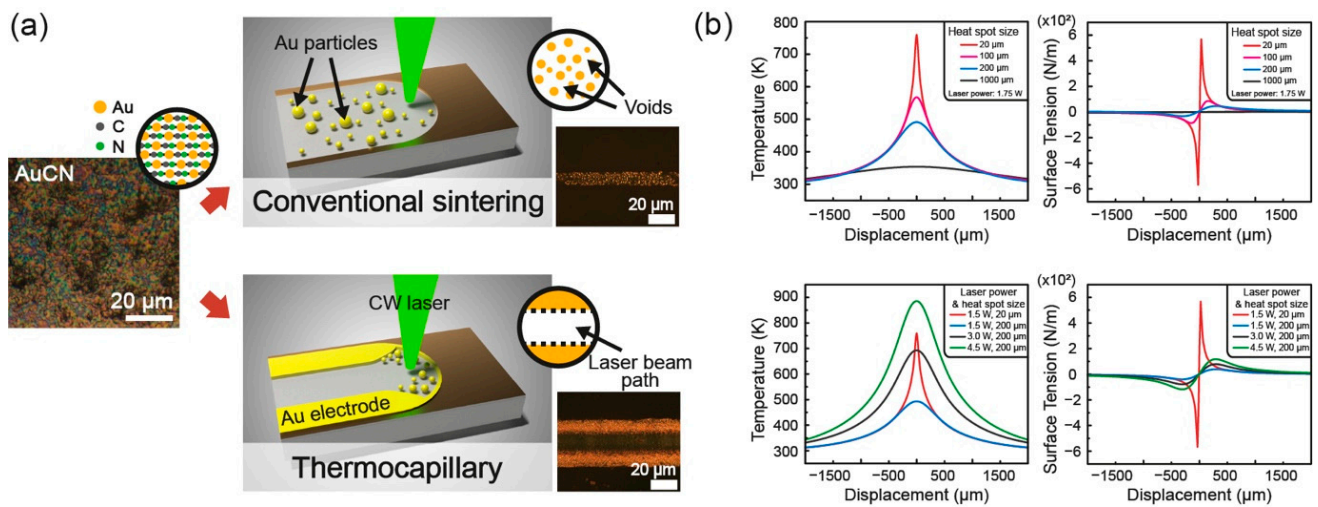 (a)
Au
C
N
AuCN
20 μm
Au particles
Voids
Conventional sintering
20 μm
CW laser
Laser beam
path
Au electrode
Thermocapillary
20 μm
(b)
800
700
600
500
400
300
Temperature (K)
Heat spot size
20 μm
100 μm
200 μm
1000 μm
Laser power: 1.75 W
−1500 −500 500 1500
Displacement (μm)
(x10²)
6
4
2
0
−2
−4
−6
Surface Tension (N/m)
Heat spot size
20 μm
100 μm
200 μm
1000 μm
Laser power: 1.75 W
−1500 −500 500 1500
Displacement (μm)
900
800
700
600
500
400
300
Temperature (K)
Laser power
& heat spot size
1.5 W, 20 μm
1.5 W, 200 μm
3.0 W, 200 μm
4.5 W, 200 μm
−1500 −500 500 1500
Displacement (μm)
(x10²)
6
4
2
0
−2
−4
−6
Surface Tension (N/m)
Laser power
& heat spot size
1.5 W, 20 μm
1.5 W, 200 μm
3.0 W, 200 μm
4.5 W, 200 μm
−1500 −500 500 1500
Displacement (μm)